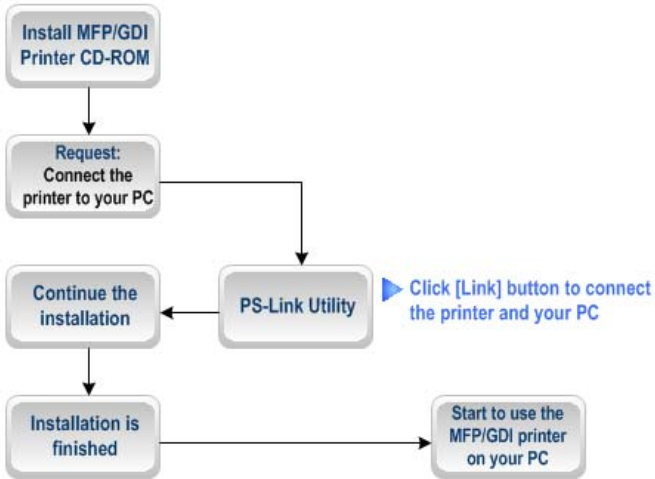 Install MFP/GDI
Printer CD-ROM
Request:
Connect the
printer to your PC
PS-Link Utility
Click [Link] button to connect
the printer and your PC
Continue the
installation
Installation is
finished
Start to use the
MFP/GDI printer
on your PC